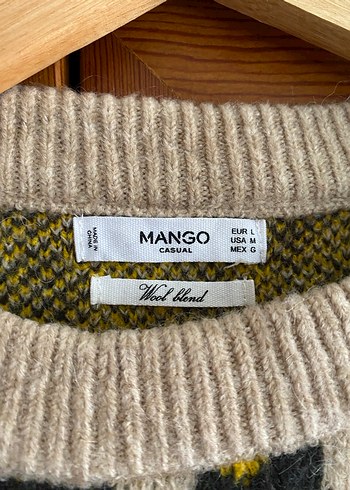 MADE IN
CHINA
MANGO
CASUAL
EUR L
USA M
MEX G
Wool blend